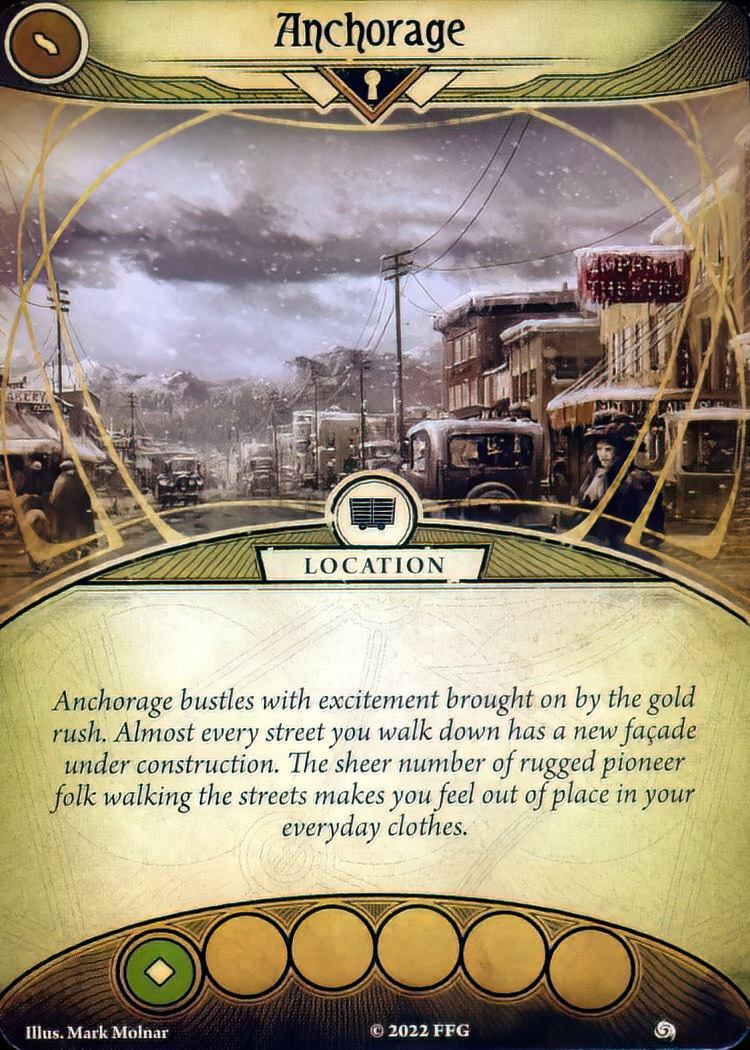 Anchorage
THEATRE
LOCATION
Anchorage bustles with excitement brought on by the gold
rush. Almost every street you walk down has a new façade
under construction. The sheer number of rugged pioneer
folk walking the streets makes you feel out of place in your
everyday clothes.
Illus. Mark Molnar
© 2022 FFG